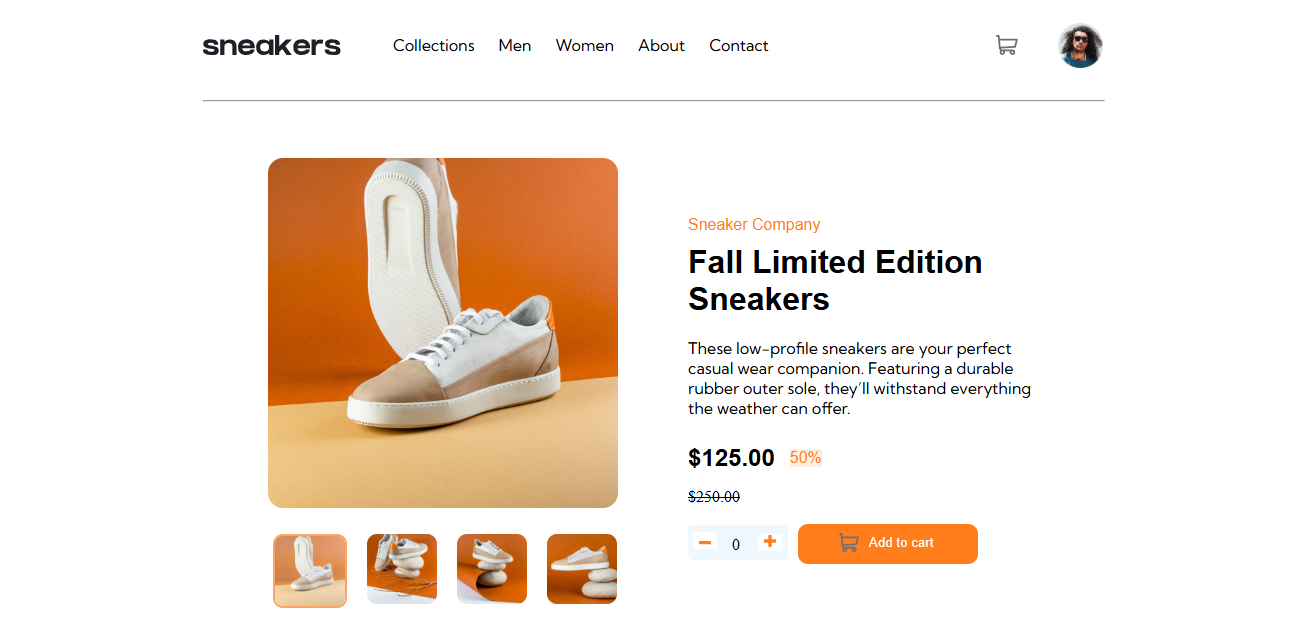 sneakers
Collections Men Women About Contact
Sneaker Company
Fall Limited Edition
Sneakers
These low-profile sneakers are your perfect
casual wear companion. Featuring a durable
rubber outer sole, they’ll withstand everything
the weather can offer.
$125.00 50%
$250.00
0 Add to cart